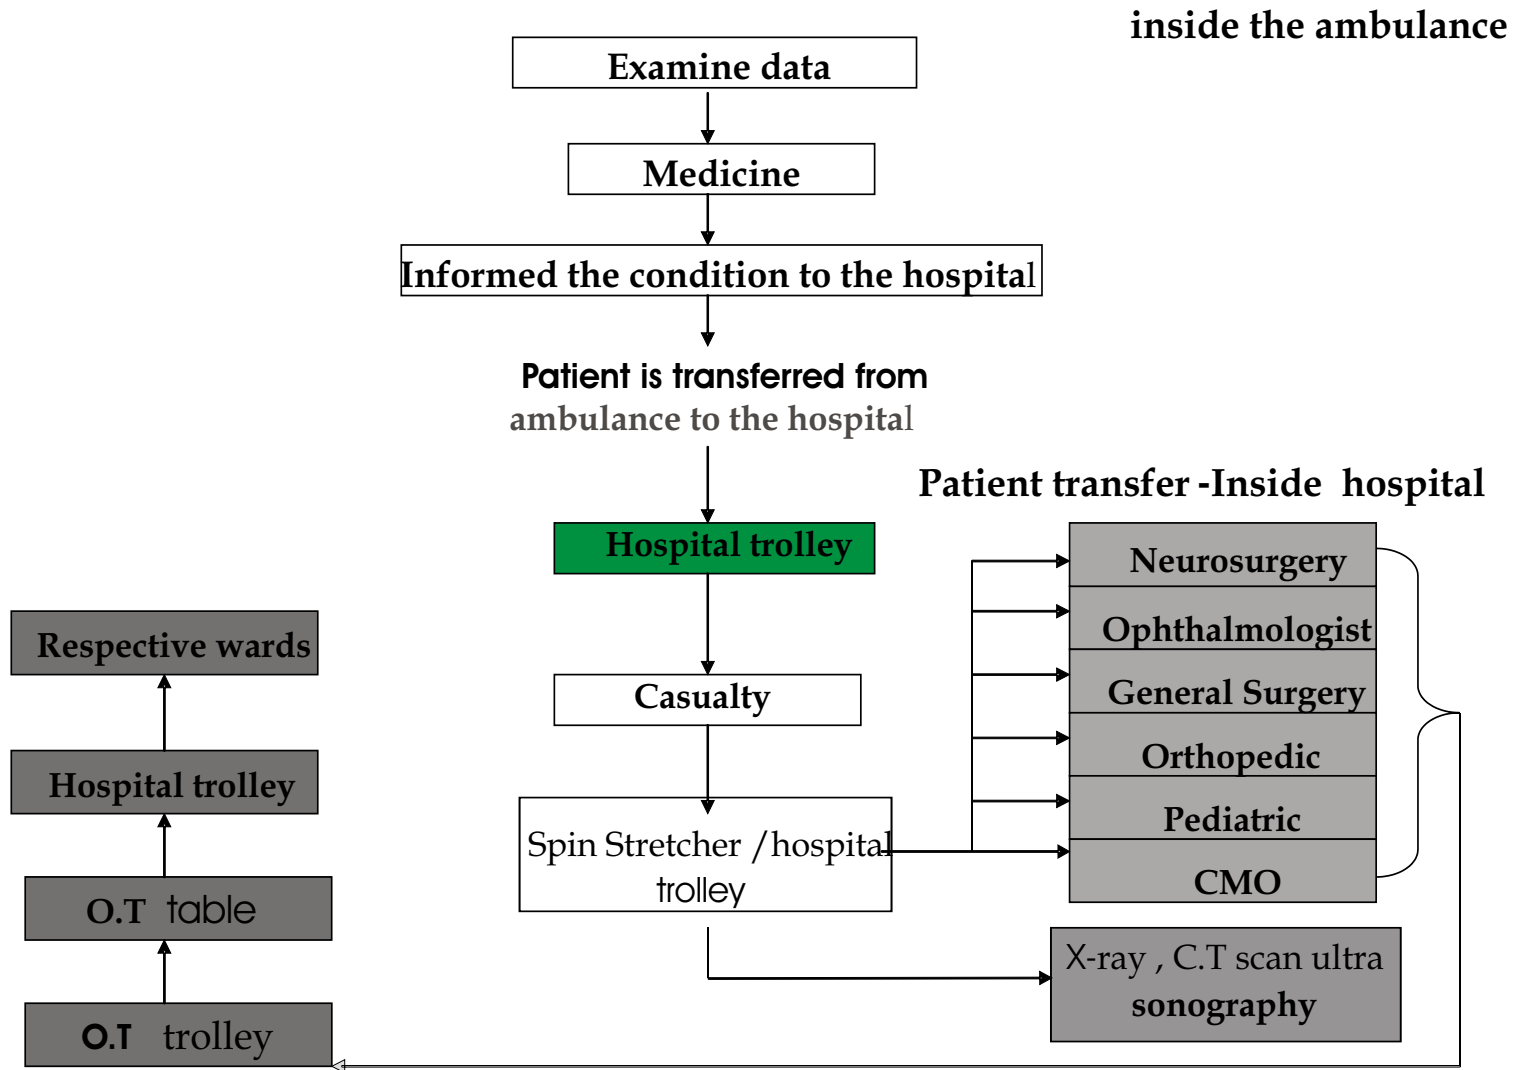 inside the ambulance
Examine data
Medicine
Informed the condition to the hospital
Patient is transferred from
ambulance to the hospital
Patient transfer -Inside hospital
Hospital trolley
Neurosurgery
Ophthalmologist
General Surgery
Orthopedic
Pediatric
CMO
Casualty
Spin Stretcher /hospital
trolley
X-ray , C.T scan ultra
sonography
Respective wards
Hospital trolley
O.T table
O.T trolley